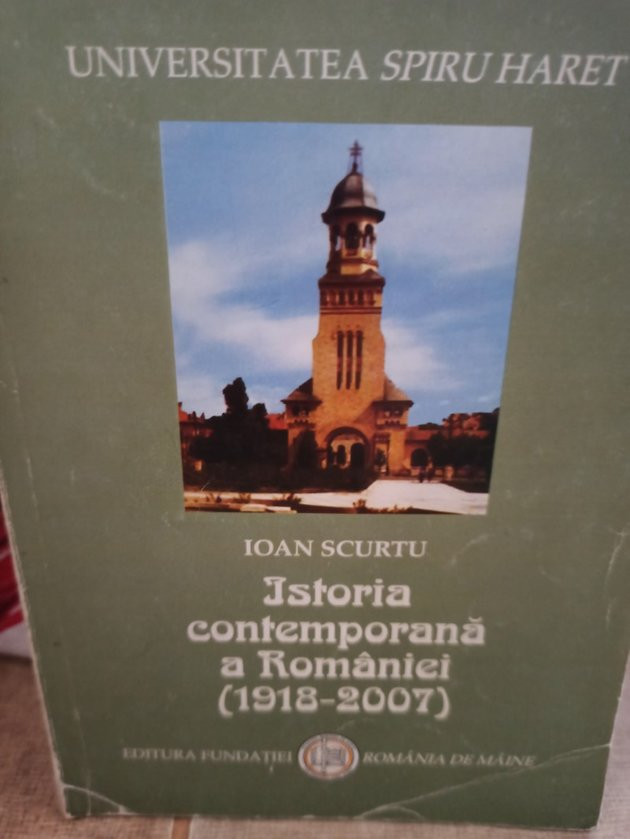 UNIVERSITATEA SPIRU HARET
IOAN SCURTU
Istoria
contemporană
a României
(1918-2007)
EDITURA FUNDAȚIEI ROMÂNIA DE MÂINE